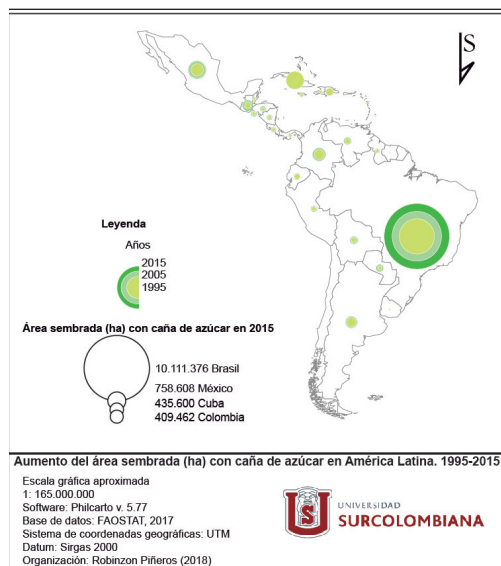 S
Leyenda
Años
2015
2005
1995
Área sembrada (ha) con caña de azúcar en 2015
10.111.376 Brasil
758.608 México
435.600 Cuba
409.462 Colombia
Aumento del área sembrada (ha) con caña de azúcar en América Latina. 1995-2015
Escala gráfica aproximada
1: 165.000.000
Software: Philcarto v. 5.77
Base de datos: FAOSTAT, 2017
Sistema de coordenadas geográficas: UTM
Datum: Sirgas 2000
Organización: Robinzon Piñeros (2018)
UNIVERSIDAD
SURCOLOMBIANA